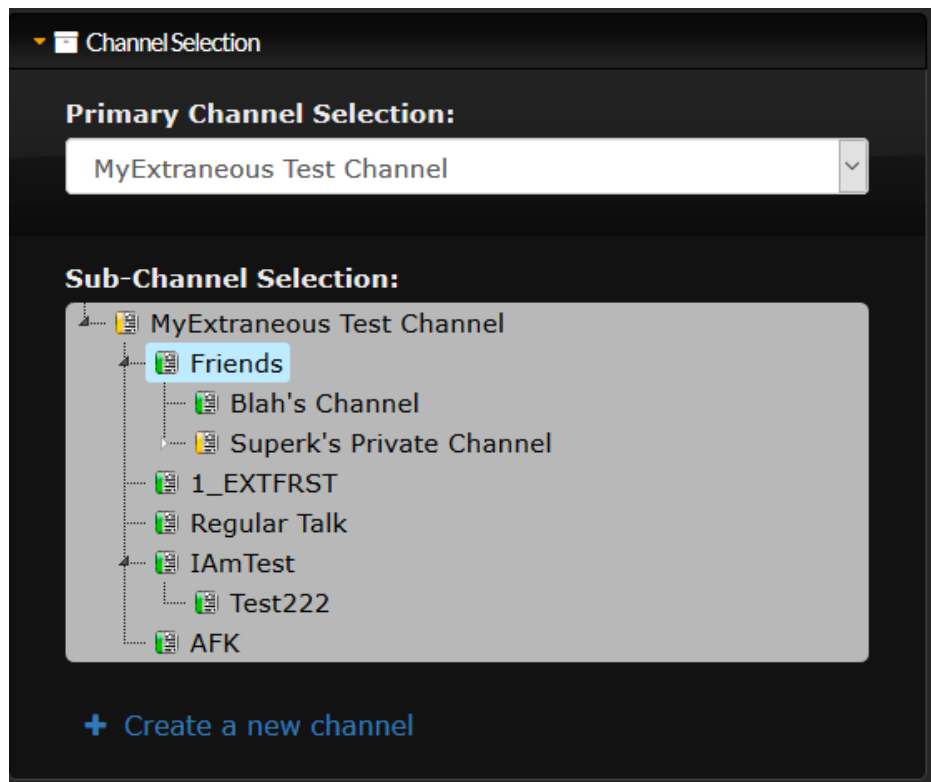 Channel Selection
Primary Channel Selection:
MyExtraneous Test Channel
Sub-Channel Selection:
MyExtraneous Test Channel
Friends
Blah's Channel
Superk's Private Channel
1_EXTFRST
Regular Talk
IAmTest
Test222
AFK
Create a new channel